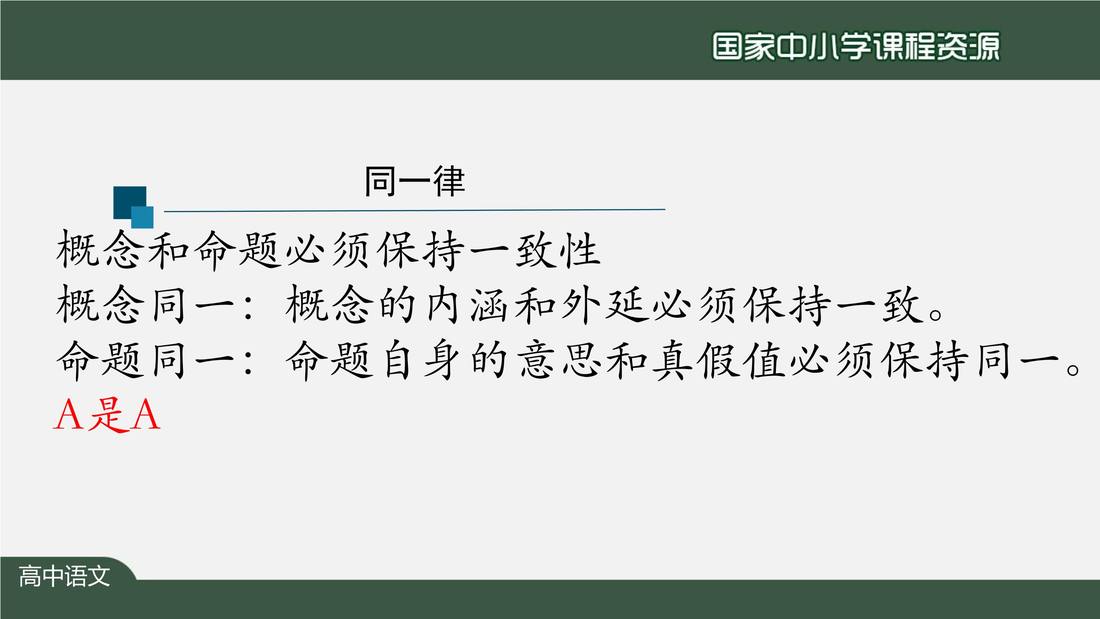 国家中小学课程资源
同一律
概念和命题必须保持一致性
概念同一：概念的内涵和外延必须保持一致。
命题同一：命题自身的意思和真假值必须保持同一。
A是A
高中语文